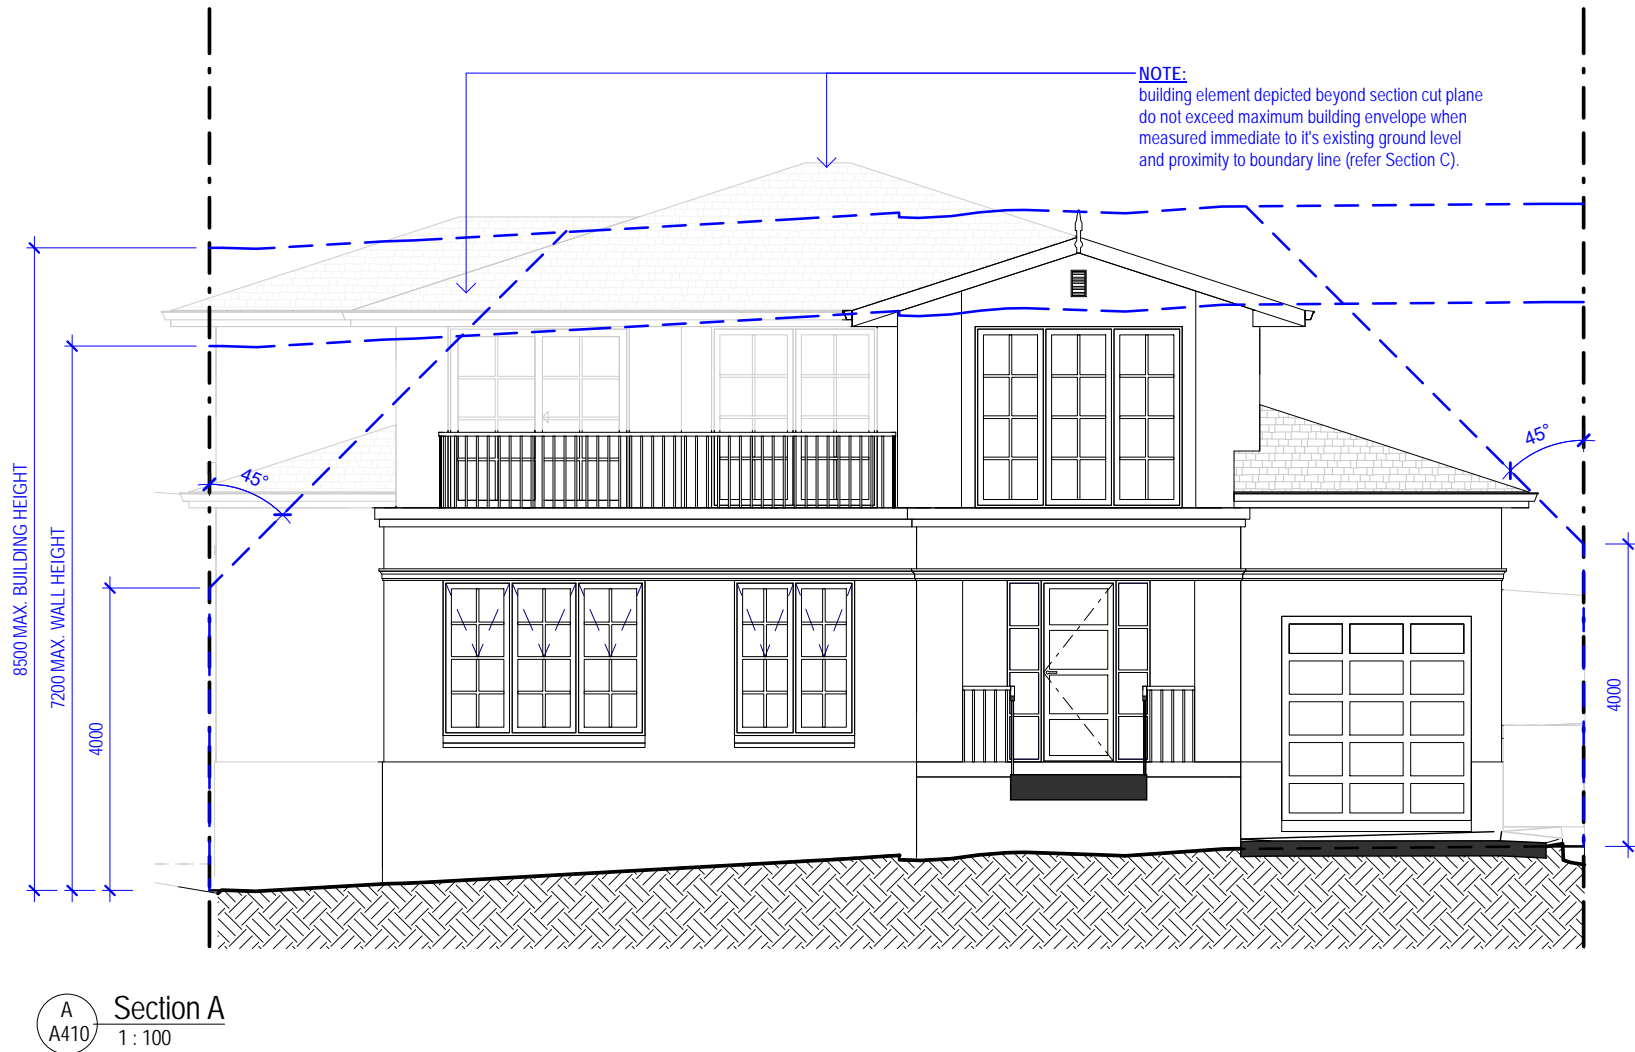 NOTE:
building element depicted beyond section cut plane
do not exceed maximum building envelope when
measured immediate to it's existing ground level
and proximity to boundary line (refer Section C).
45°
45°
8500 MAX. BUILDING HEIGHT
7200 MAX. WALL HEIGHT
4000
4000
A
A410
Section A
1 : 100